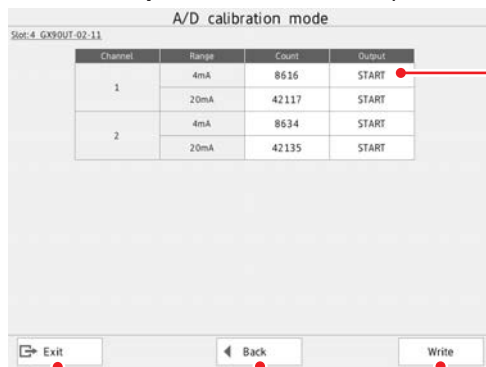 A/D calibration mode
Slot:4 GX90UT-02-11
Channel Range Count Output
1 4mA 8616 START
20mA 42117 START
2 4mA 8634 START
20mA 42135 START
Exit Back Write